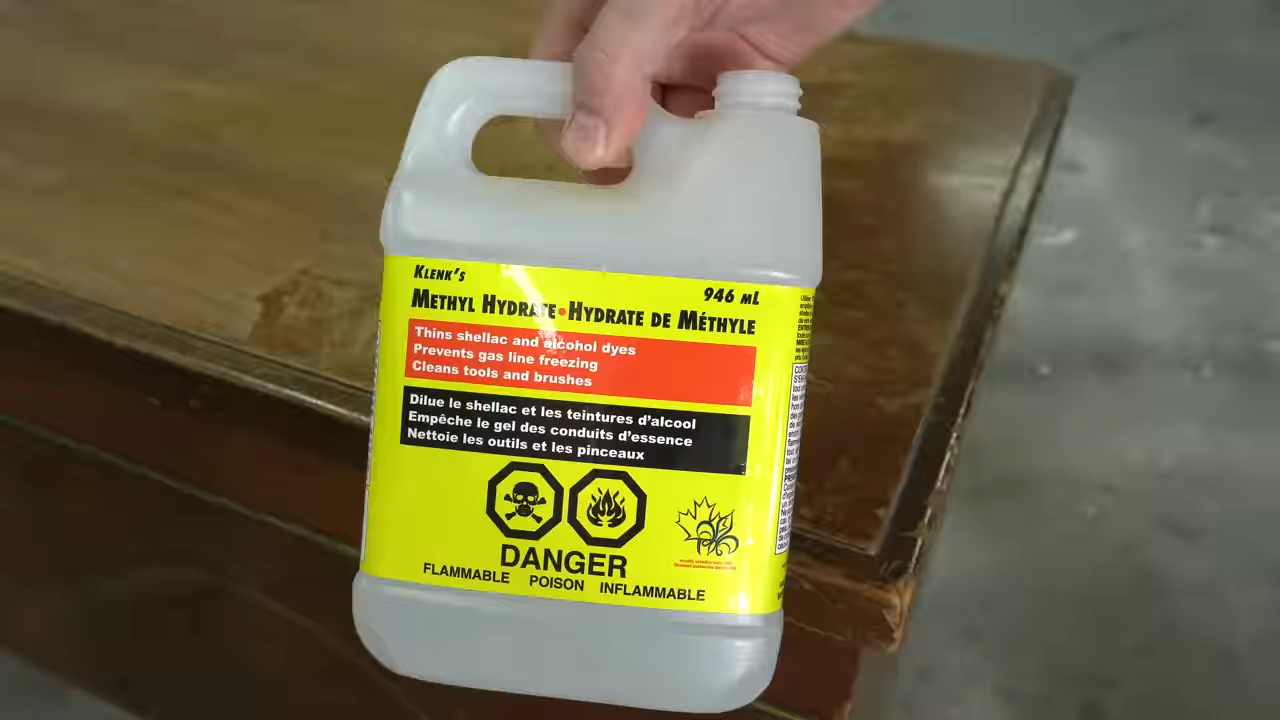 KLENK'S
946 mL
METHYL HYDRATE • HYDRATE DE MÉTHYLE
Thins shellac and alcohol dyes
Prevents gas line freezing
Cleans tools and brushes
Dilue le shellac et les teintures d'alcool
Empêche le gel des conduits d'essence
Nettoie les outils et les pinceaux
DANGER
FLAMMABLE POISON INFLAMMABLE